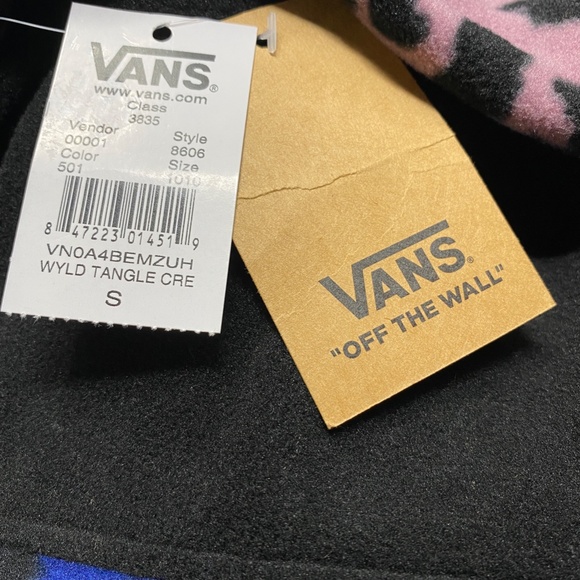 VANS®
www.vans.com
Class
3835
Vendor Style
00001 8606
Color Size
501 1010
8 47223 01451 9
VN0A4BEMZUH
WYLD TANGLE CRE
S
VANS®
"OFF THE WALL"